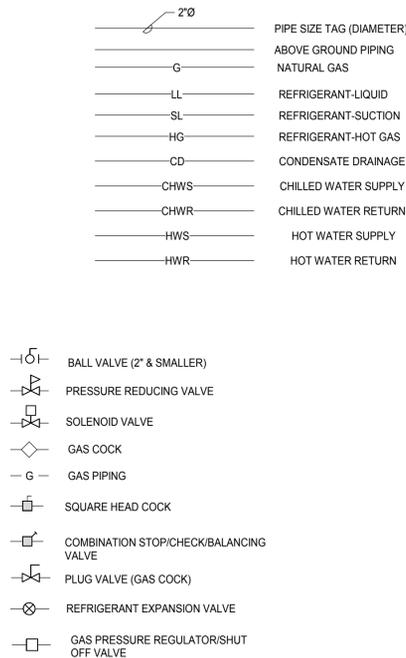 2"Ø
PIPE SIZE TAG (DIAMETER)
ABOVE GROUND PIPING
G NATURAL GAS
LL REFRIGERANT-LIQUID
SL REFRIGERANT-SUCTION
HG REFRIGERANT-HOT GAS
CD CONDENSATE DRAINAGE
CHWS CHILLED WATER SUPPLY
CHWR CHILLED WATER RETURN
HWS HOT WATER SUPPLY
HWR HOT WATER RETURN
BALL VALVE (2" & SMALLER)
PRESSURE REDUCING VALVE
SOLENOID VALVE
GAS COCK
G GAS PIPING
SQUARE HEAD COCK
COMBINATION STOP/CHECK/BALANCING
VALVE
PLUG VALVE (GAS COCK)
REFRIGERANT EXPANSION VALVE
GAS PRESSURE REGULATOR/SHUT
OFF VALVE